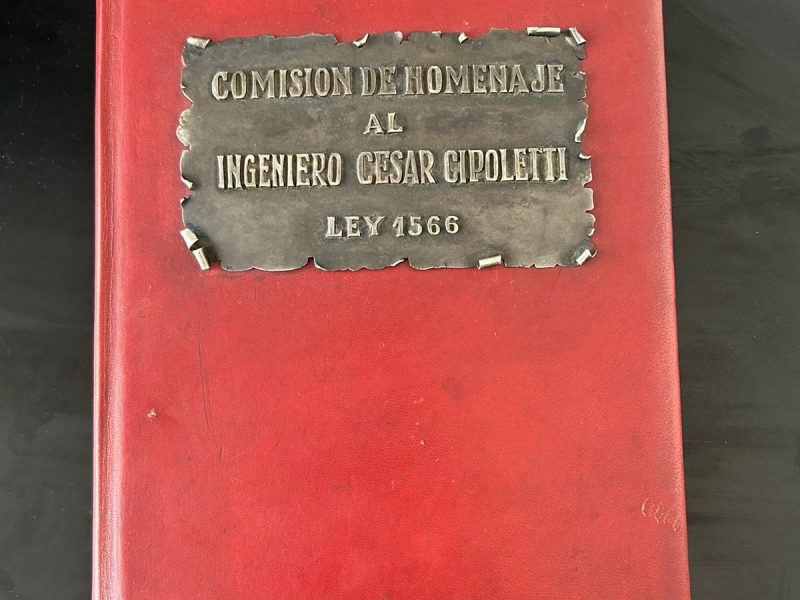 COMISION DE HOMENAJE
AL
INGENIERO CESAR CIPOLETTI
LEY 1566